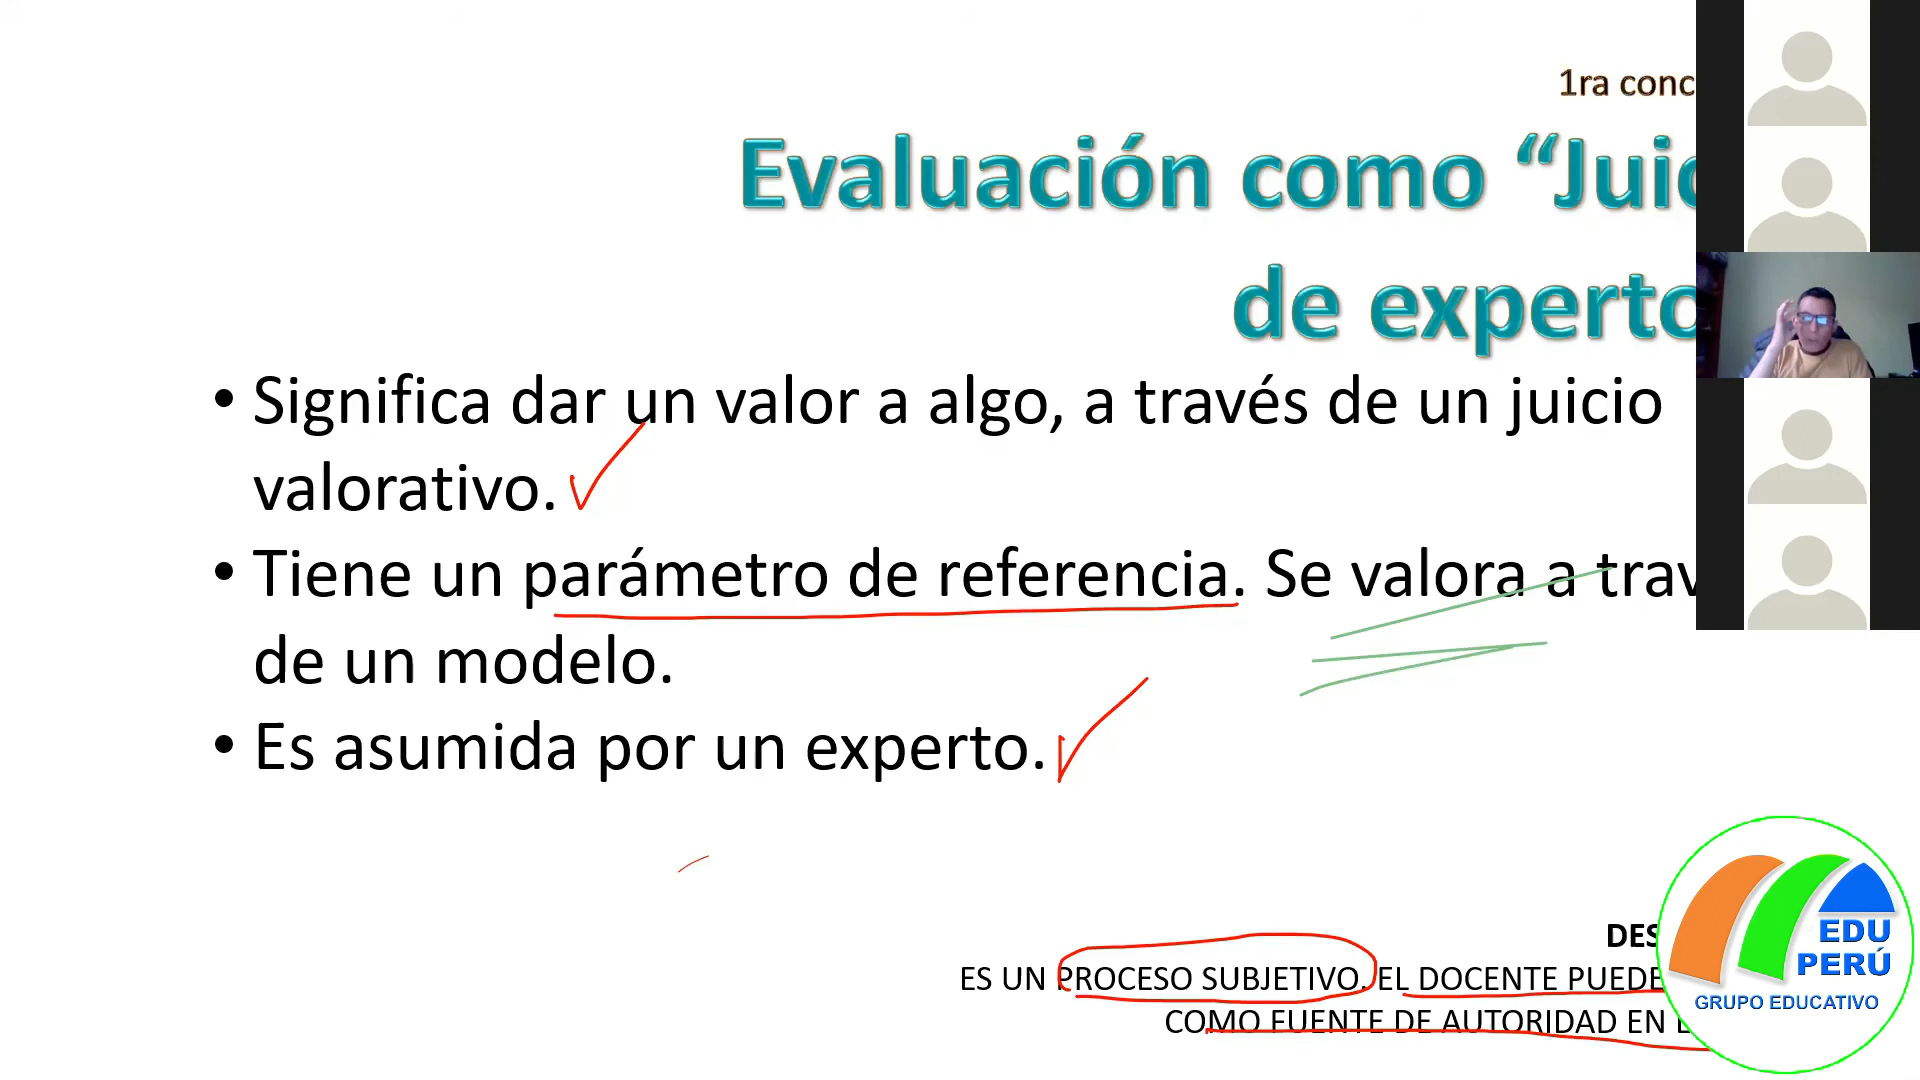 1ra conc
Evaluación como “Juic
de experto
• Significa dar un valor a algo, a través de un juicio
valorativo.
• Tiene un parámetro de referencia. Se valora a trav
de un modelo.
• Es asumida por un experto.
DES
ES UN PROCESO SUBJETIVO. EL DOCENTE PUEDE
COMO FUENTE DE AUTORIDAD EN
EDU
PERÚ
GRUPO EDUCATIVO